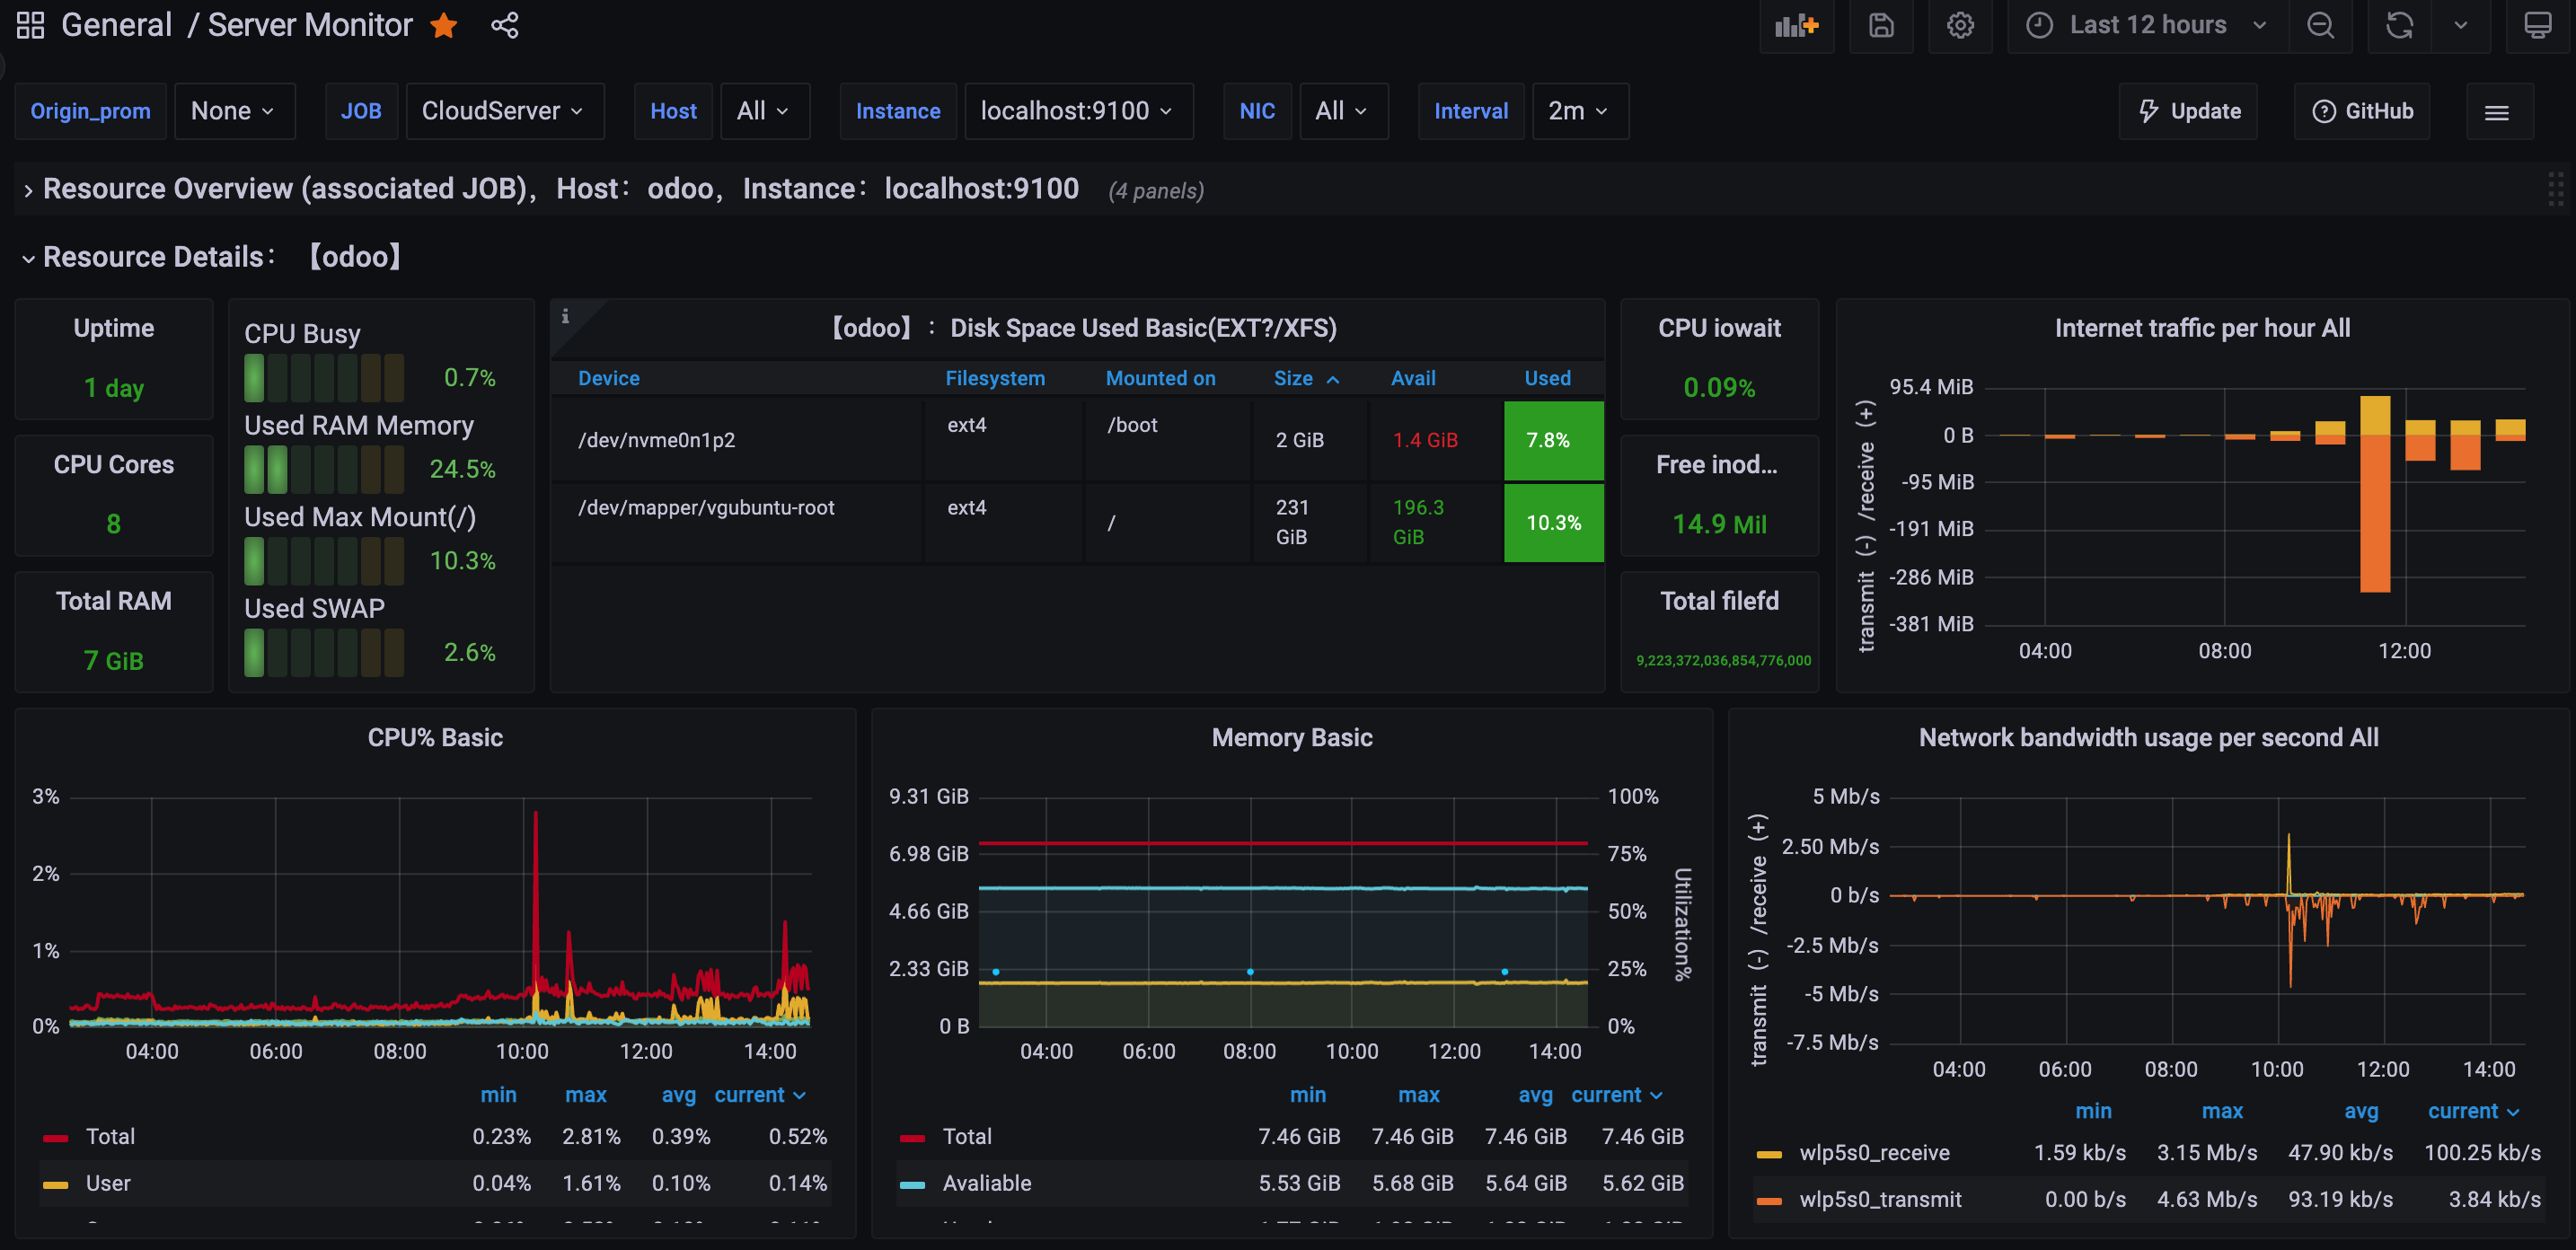 General / Server Monitor
Last 12 hours
Origin_prom None JOB CloudServer Host All Instance localhost:9100 NIC All Interval 2m Update GitHub
Resource Overview (associated JOB)，Host：odoo，Instance：localhost:9100 (4 panels)
Resource Details：【odoo】
Uptime
1 day
CPU Cores
8
Total RAM
7 GiB
CPU Busy
0.7%
Used RAM Memory
24.5%
Used Max Mount(/)
10.3%
Used SWAP
2.6%
【odoo】：Disk Space Used Basic(EXT?/XFS)
Device Filesystem Mounted on Size Avail Used
/dev/nvme0n1p2 ext4 /boot 2 GiB 1.4 GiB 7.8%
/dev/mapper/vgubuntu-root ext4 / 231 GiB 196.3 GiB 10.3%
CPU iowait
0.09%
Free inod...
14.9 Mil
Total filefd
9,223,372,036,854,776,000
Internet traffic per hour All
transmit (-) /receive (+)
95.4 MiB
0 B
-95 MiB
-191 MiB
-286 MiB
-381 MiB
04:00 08:00 12:00
CPU% Basic
3%
2%
1%
0%
04:00 06:00 08:00 10:00 12:00 14:00
min max avg current
Total 0.23% 2.81% 0.39% 0.52%
User 0.04% 1.61% 0.10% 0.14%
Memory Basic
9.31 GiB
6.98 GiB
4.66 GiB
2.33 GiB
0 B
100%
75%
50%
25%
0%
Utilization%
04:00 06:00 08:00 10:00 12:00 14:00
min max avg current
Total 7.46 GiB 7.46 GiB 7.46 GiB 7.46 GiB
Avaliable 5.53 GiB 5.68 GiB 5.64 GiB 5.62 GiB
Network bandwidth usage per second All
transmit (-) /receive (+)
5 Mb/s
2.50 Mb/s
0 b/s
-2.5 Mb/s
-5 Mb/s
-7.5 Mb/s
04:00 06:00 08:00 10:00 12:00 14:00
min max avg current
wlp5s0_receive 1.59 kb/s 3.15 Mb/s 47.90 kb/s 100.25 kb/s
wlp5s0_transmit 0.00 b/s 4.63 Mb/s 93.19 kb/s 3.84 kb/s